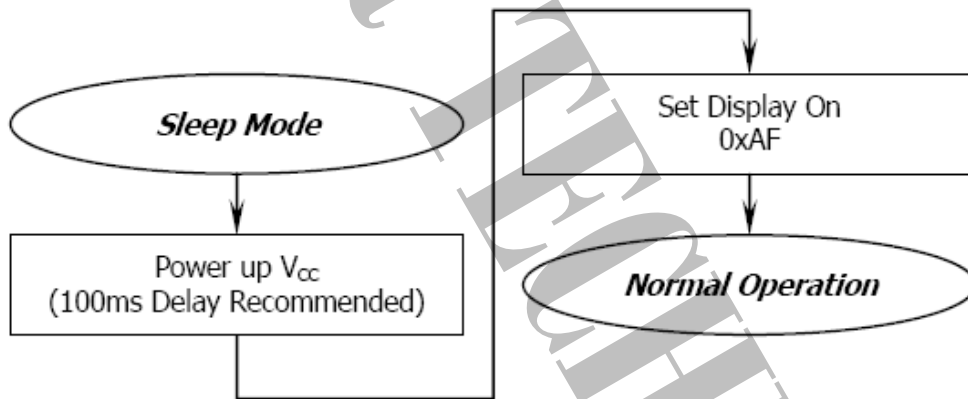 Sleep Mode
Power up Vcc
(100ms Delay Recommended)
Set Display On
0xAF
Normal Operation